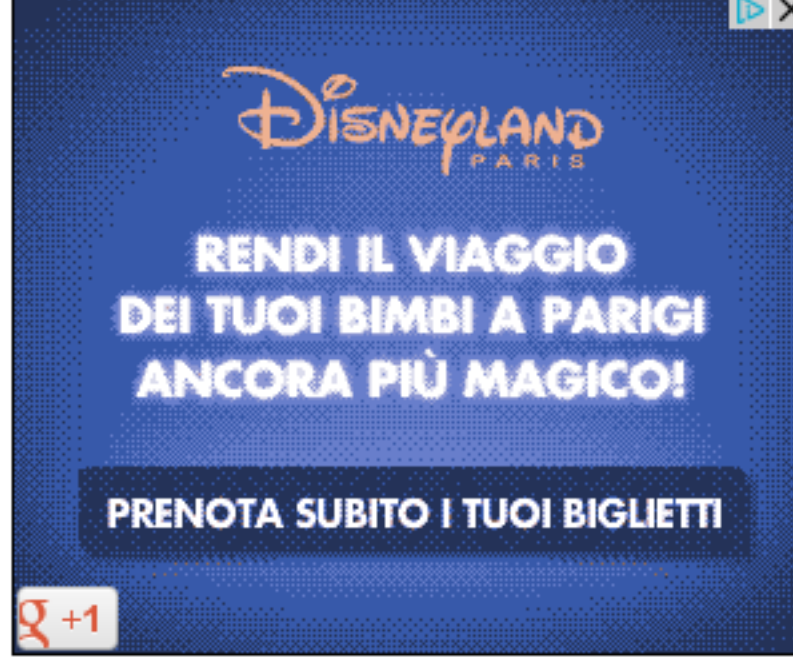 DISNEYLAND
PARIS
RENDI IL VIAGGIO
DEI TUOI BIMBI A PARIGI
ANCORA PIÙ MAGICO!
PRENOTA SUBITO I TUOI BIGLIETTI
g +1